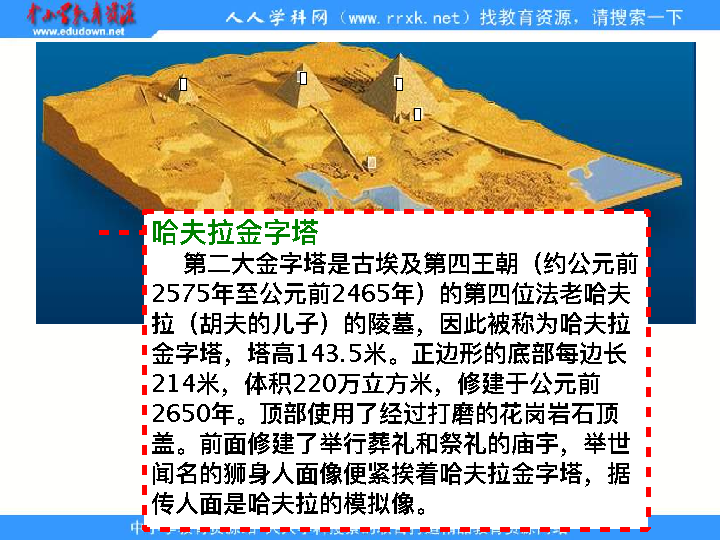 中小学教育资源
www.edudown.net
人人学科网（www.rrxk.net）找教育资源，请搜索一下
哈夫拉金字塔
第二大金字塔是古埃及第四王朝（约公元前
2575年至公元前2465年）的第四位法老哈夫
拉（胡夫的儿子）的陵墓，因此被称为哈夫拉
金字塔，塔高143.5米。正边形的底部每边长
214米，体积220万立方米，修建于公元前
2650年。顶部使用了经过打磨的花岗岩石顶
盖。前面修建了举行葬礼和祭礼的庙宇，举世
闻名的狮身人面像便紧挨着哈夫拉金字塔，据
传人面是哈夫拉的模拟像。